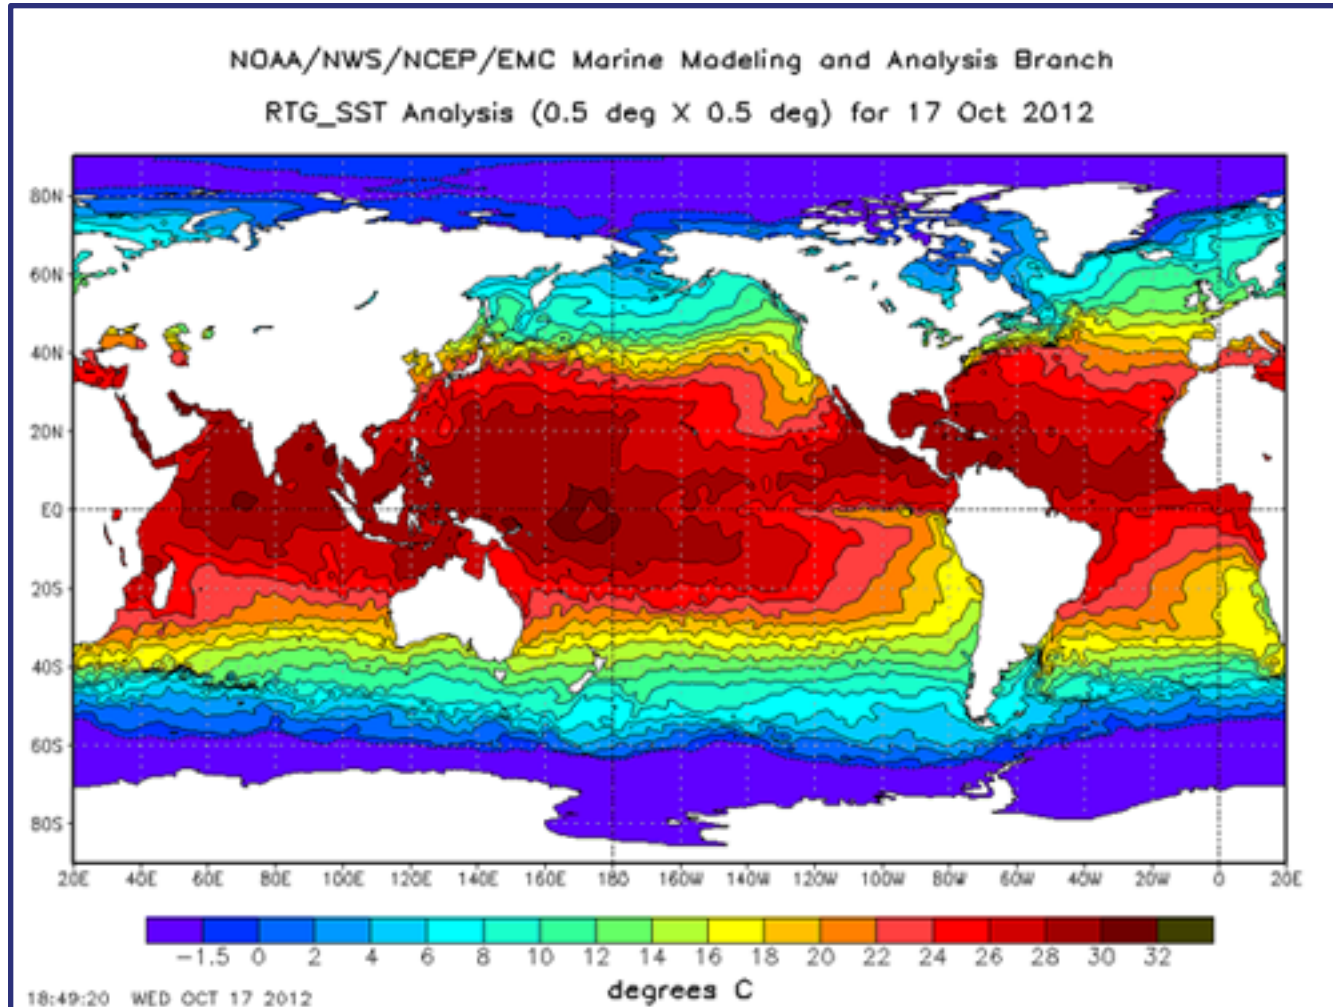 NOAA/NWS/NCEP/EMC Marine Modeling and Analysis Branch
RTG_SST Analysis (0.5 deg X 0.5 deg) for 17 Oct 2012
80N
60N
40N
20N
EQ
20S
40S
60S
80S
20E 40E 60E 80E 100E 120E 140E 160E 180 160W 140W 120W 100W 80W 60W 40W 20W 0 20E
-1.5 0 2 4 6 8 10 12 14 16 18 20 22 24 26 28 30 32
degrees C
18:49:20 WED OCT 17 2012